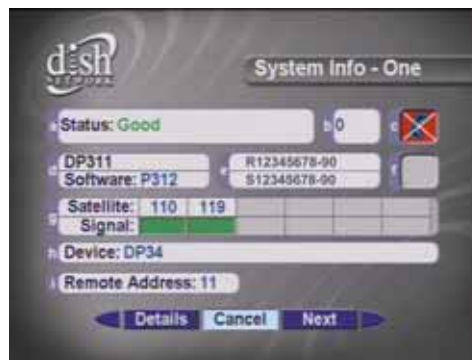 dish
NETWORK
System Info - One
a Status: Good
b 0
c
d DP311
Software: P312
e R12345678-90
S12345678-90
f
g Satellite: 110 119
Signal:
h Device: DP34
i Remote Address: 11
Details Cancel Next